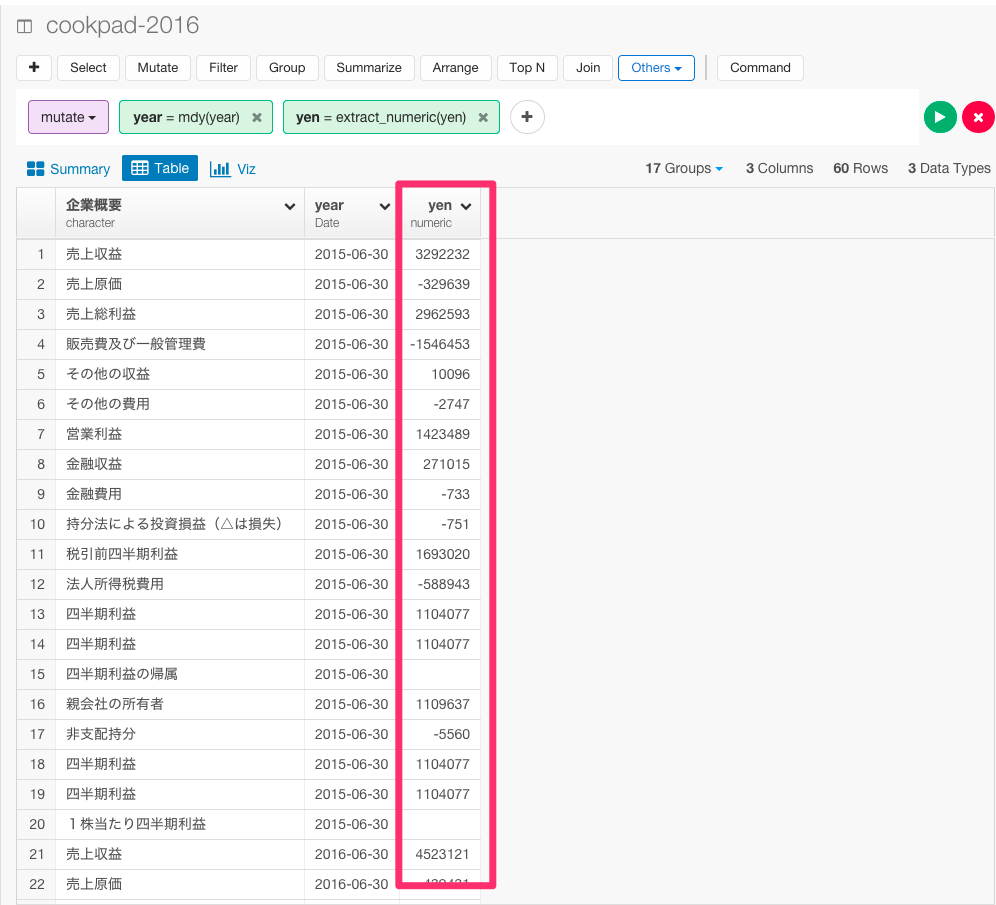 cookpad-2016
+ Select Mutate Filter Group Summarize Arrange Top N Join Others Command
mutate year = mdy(year) × yen = extract_numeric(yen) × +
Summary Table Viz 17 Groups 3 Columns 60 Rows 3 Data Types
企業概要 year yen
character Date numeric
1 売上収益 2015-06-30 3292232
2 売上原価 2015-06-30 -329639
3 売上総利益 2015-06-30 2962593
4 販売費及び一般管理費 2015-06-30 -1546453
5 その他の収益 2015-06-30 10096
6 その他の費用 2015-06-30 -2747
7 営業利益 2015-06-30 1423489
8 金融収益 2015-06-30 271015
9 金融費用 2015-06-30 -733
10 持分法による投資損益（△は損失） 2015-06-30 -751
11 税引前四半期利益 2015-06-30 1693020
12 法人所得税費用 2015-06-30 -588943
13 四半期利益 2015-06-30 1104077
14 四半期利益 2015-06-30 1104077
15 四半期利益の帰属 2015-06-30
16 親会社の所有者 2015-06-30 1109637
17 非支配持分 2015-06-30 -5560
18 四半期利益 2015-06-30 1104077
19 四半期利益 2015-06-30 1104077
20 １株当たり四半期利益 2015-06-30
21 売上収益 2016-06-30 4523121
22 売上原価 2016-06-30